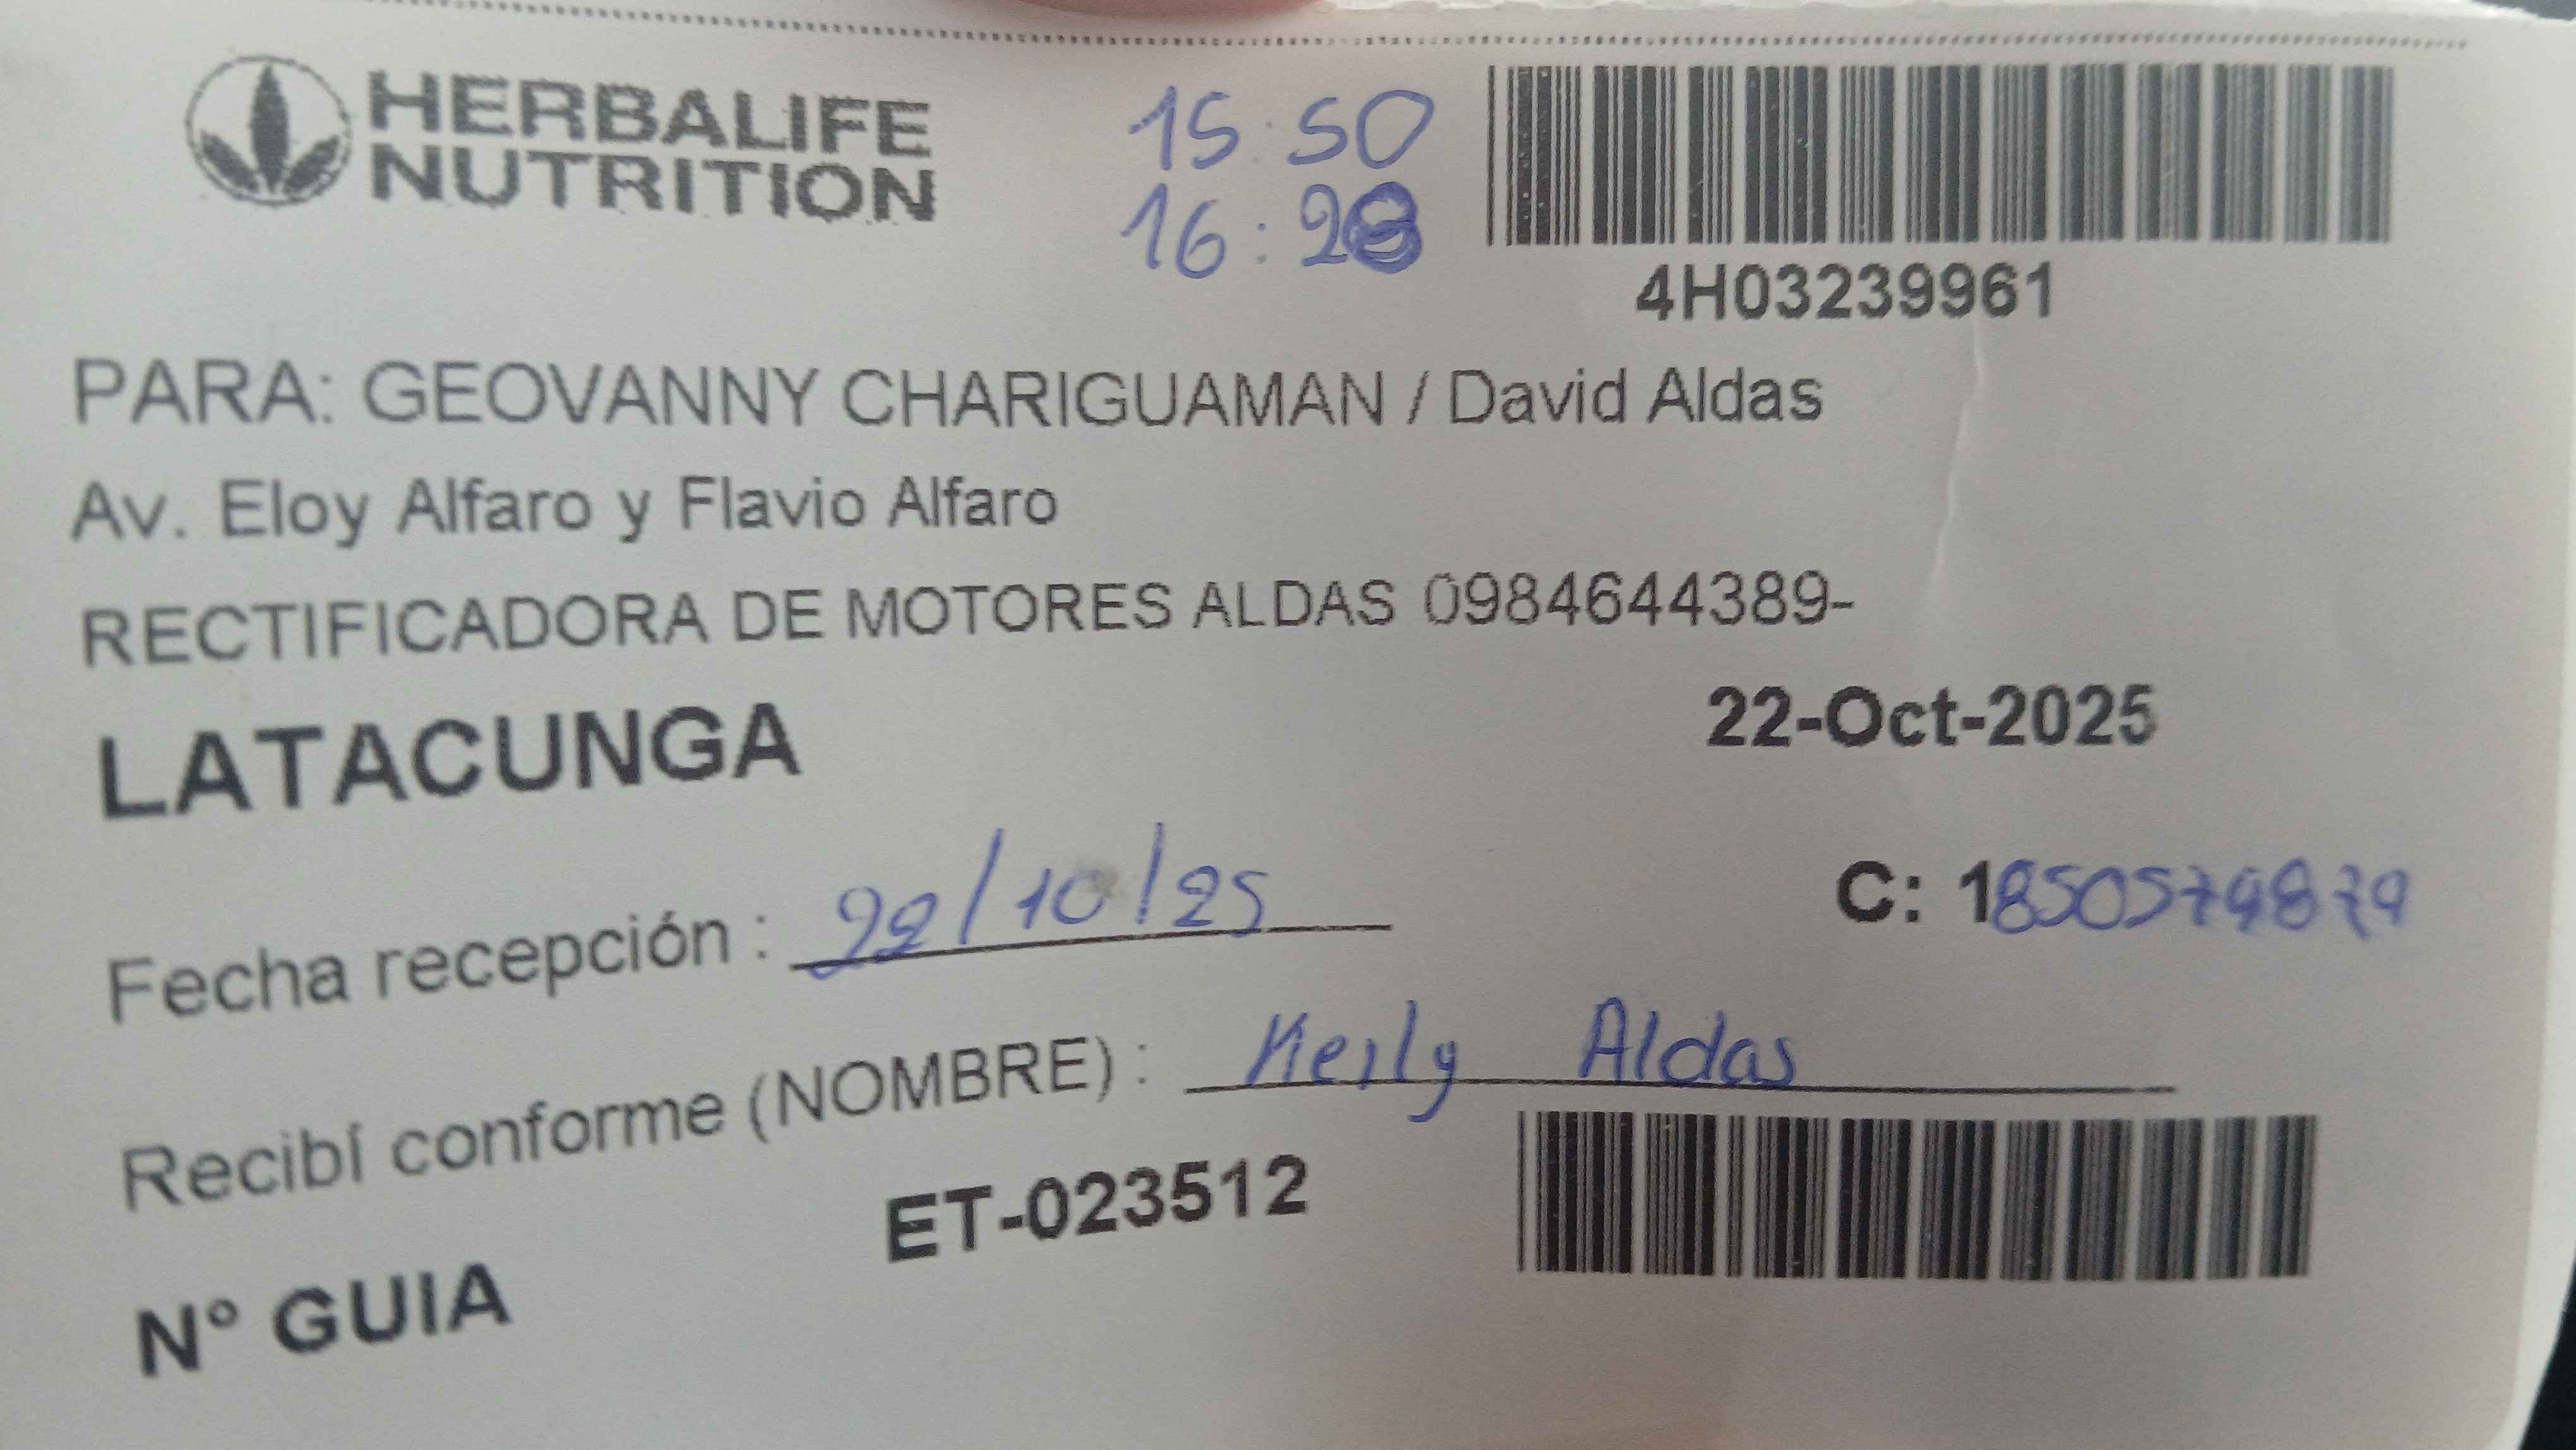 HERBALIFE
NUTRITION
15:50
16:28
4H03239961
PARA: GEOVANNY CHARIGUAMAN / David Aldas
Av. Eloy Alfaro y Flavio Alfaro
RECTIFICADORA DE MOTORES ALDAS 0984644389-
LATACUNGA
22-Oct-2025
Fecha recepción : 22/10/25
C: 1
Recibí conforme (NOMBRE) : Keily Aldas
ET-023512
N° GUIA